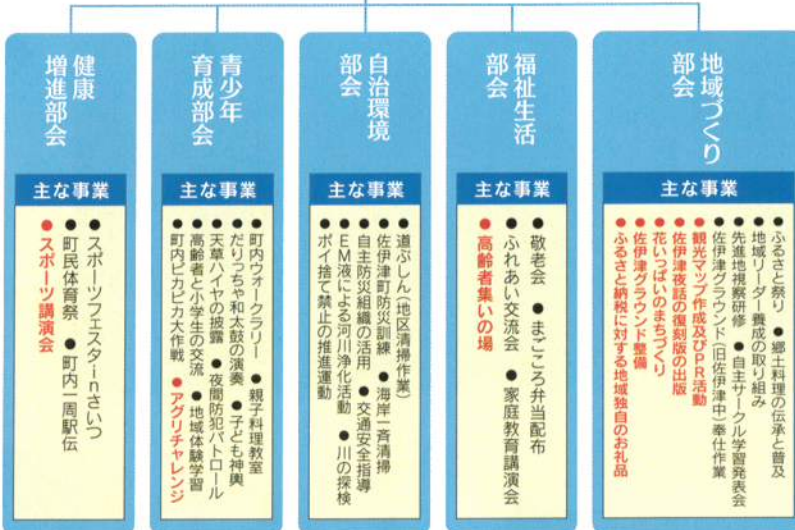 地域づくり
部会
主な事業
●ふるさと祭り　●郷土料理の伝承と普及
●地域リーダー養成の取り組み
●先進地視察研修　●自主サークル学習発表会
●佐伊津グラウンド(旧佐伊津中)奉仕作業
●観光マップ作成及びPR活動
●佐伊津夜話の復刻版の出版
●花いっぱいのまちづくり
●佐伊津グラウンド整備
●ふるさと納税に対する地域独自のお礼品
福祉生活
部会
主な事業
●敬老会　●まごころ弁当配布
●ふれあい交流会　●家庭教育講演会
●高齢者集いの場
自治環境
部会
主な事業
●道ぶしん(地区清掃作業)
●佐伊津町防災訓練　●海岸一斉清掃
●自主防災組織の活用　●交通安全指導
●EM液による河川浄化活動　●川の探検
●ポイ捨て禁止の推進運動
青少年
育成部会
主な事業
●町内ウォークラリー　●親子料理教室
●だりっちゃ和太鼓の演奏　●子ども神輿
●天草ハイヤの披露　●夜間防犯パトロール
●高齢者と小学生の交流　●地域体験学習
●町内ピカピカ大作戦　●アグリチャレンジ
健康
増進部会
主な事業
●スポーツフェスタinさいつ
●町民体育祭　●町内一周駅伝
●スポーツ講演会